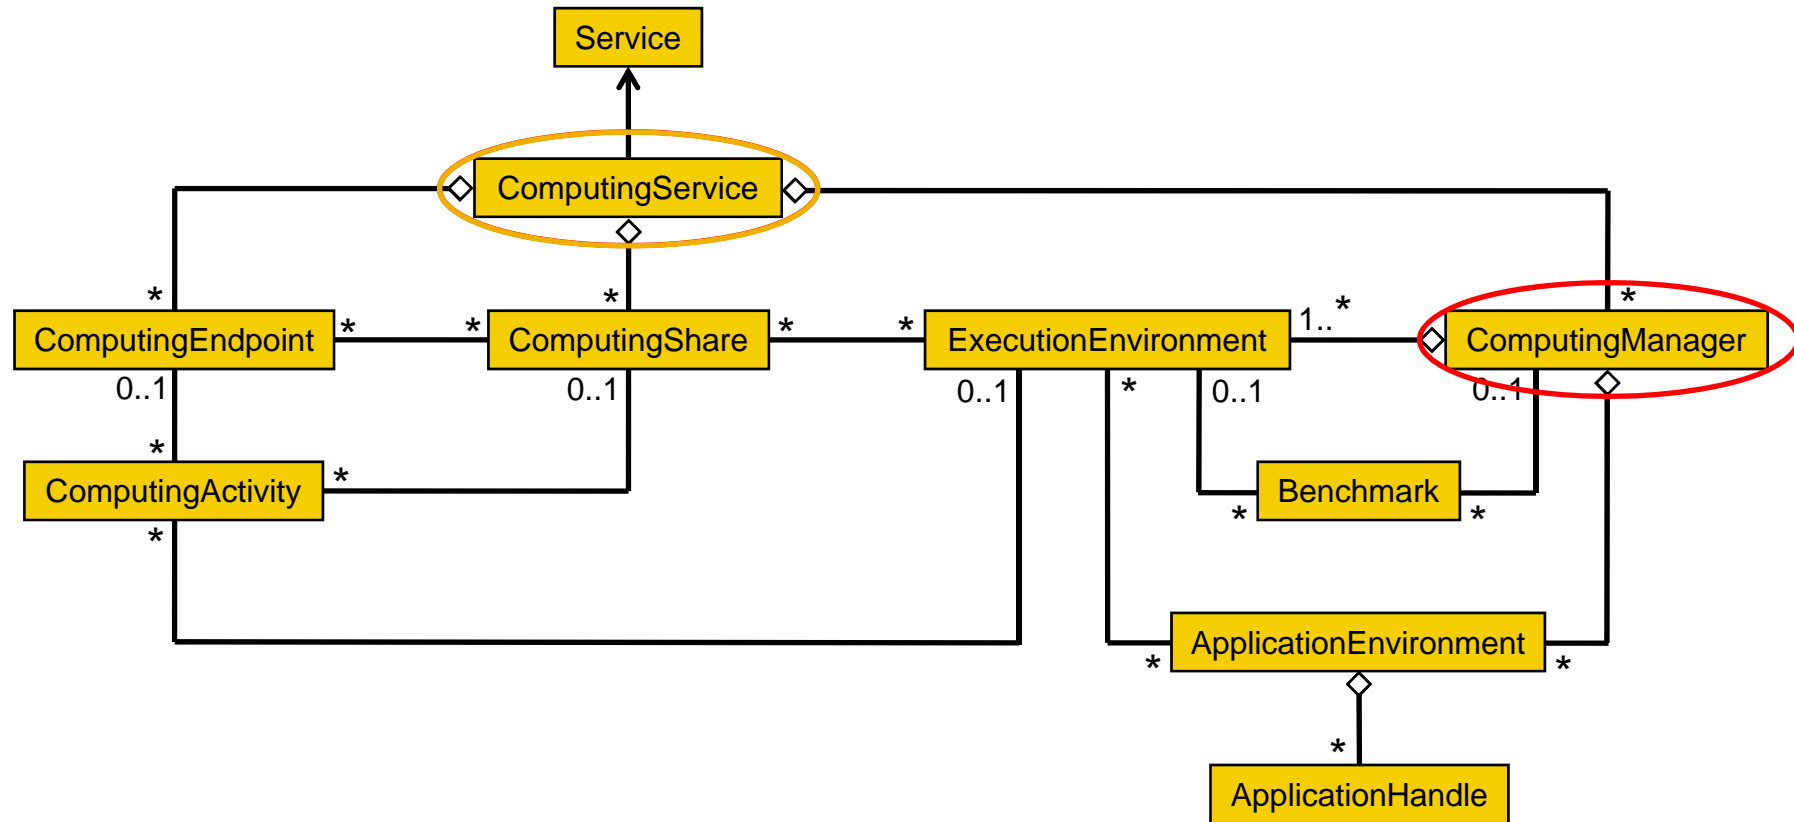 Service
ComputingService
* * *
1..*
ComputingEndpoint * * ComputingShare * * ExecutionEnvironment ComputingManager
0..1 0..1 0..1 * 0..1 0..1
*
ComputingActivity * Benchmark
* * *
ApplicationEnvironment
* *
*
ApplicationHandle